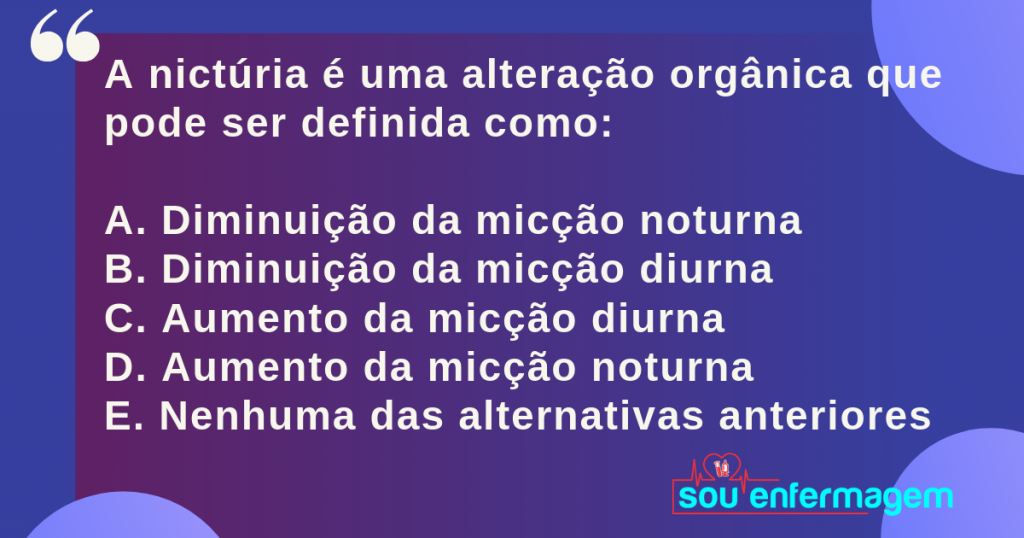 A nictúria é uma alteração orgânica que
pode ser definida como:
A. Diminuição da micção noturna
B. Diminuição da micção diurna
C. Aumento da micção diurna
D. Aumento da micção noturna
E. Nenhuma das alternativas anteriores
sou enfermagem